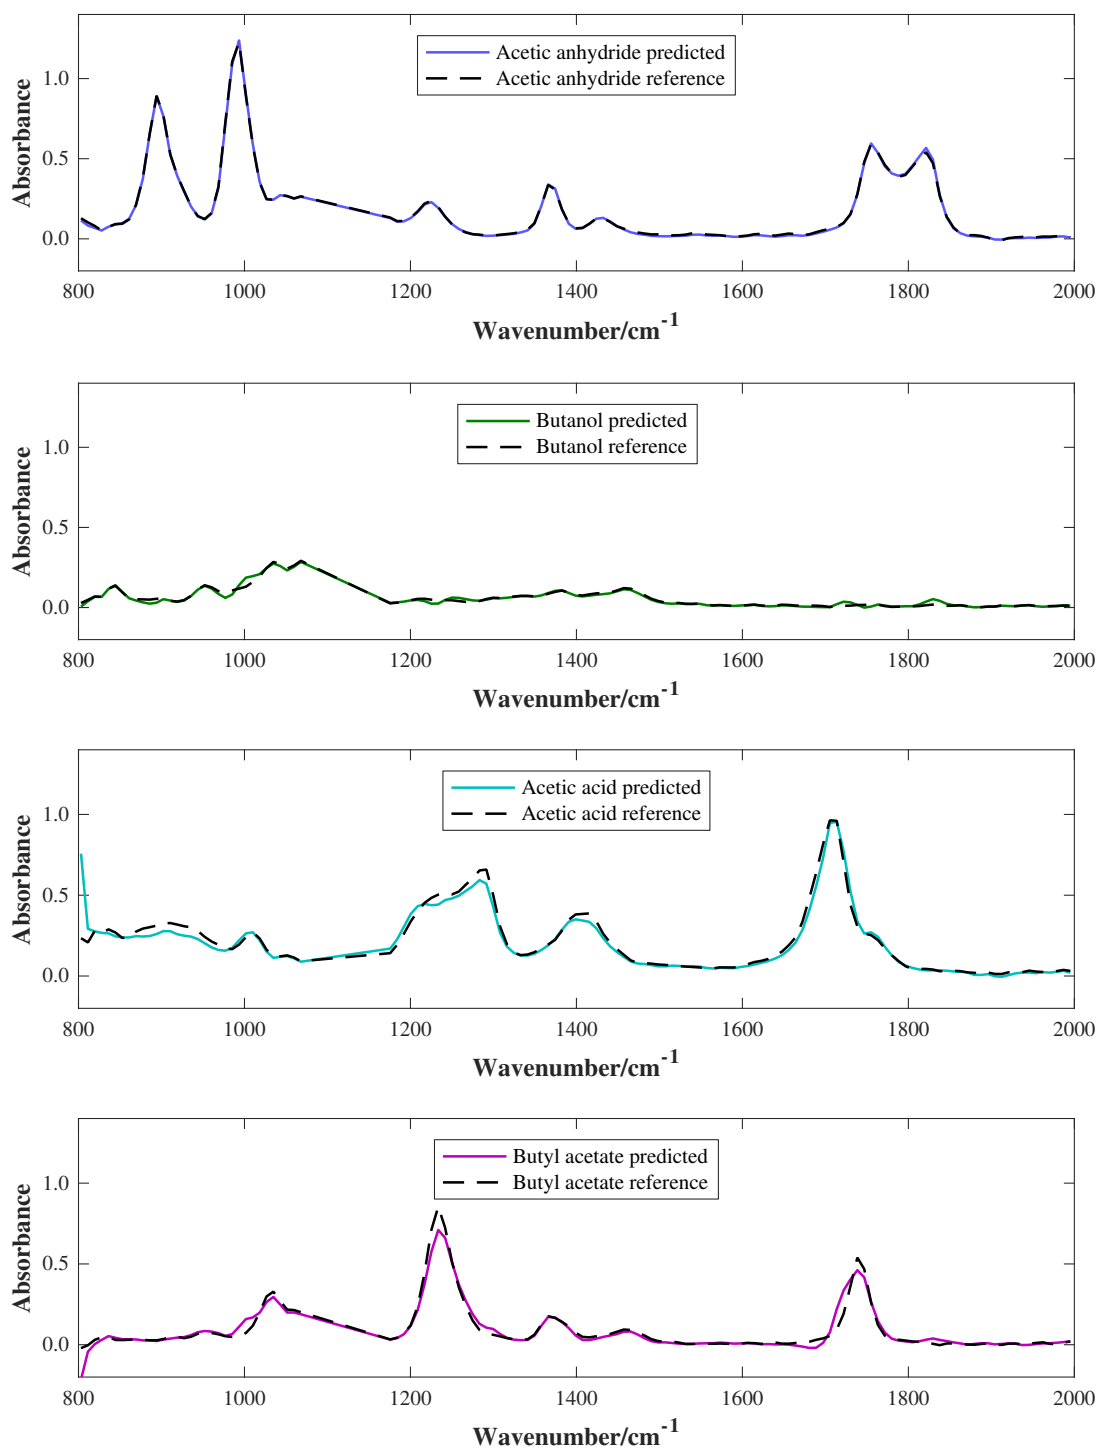 Acetic anhydride predicted
Acetic anhydride reference
Absorbance
1.0
0.5
0.0
800 1000 1200 1400 1600 1800 2000
Wavenumber/cm⁻¹
Butanol predicted
Butanol reference
Absorbance
1.0
0.5
0.0
800 1000 1200 1400 1600 1800 2000
Wavenumber/cm⁻¹
Acetic acid predicted
Acetic acid reference
Absorbance
1.0
0.5
0.0
800 1000 1200 1400 1600 1800 2000
Wavenumber/cm⁻¹
Butyl acetate predicted
Butyl acetate reference
Absorbance
1.0
0.5
0.0
800 1000 1200 1400 1600 1800 2000
Wavenumber/cm⁻¹